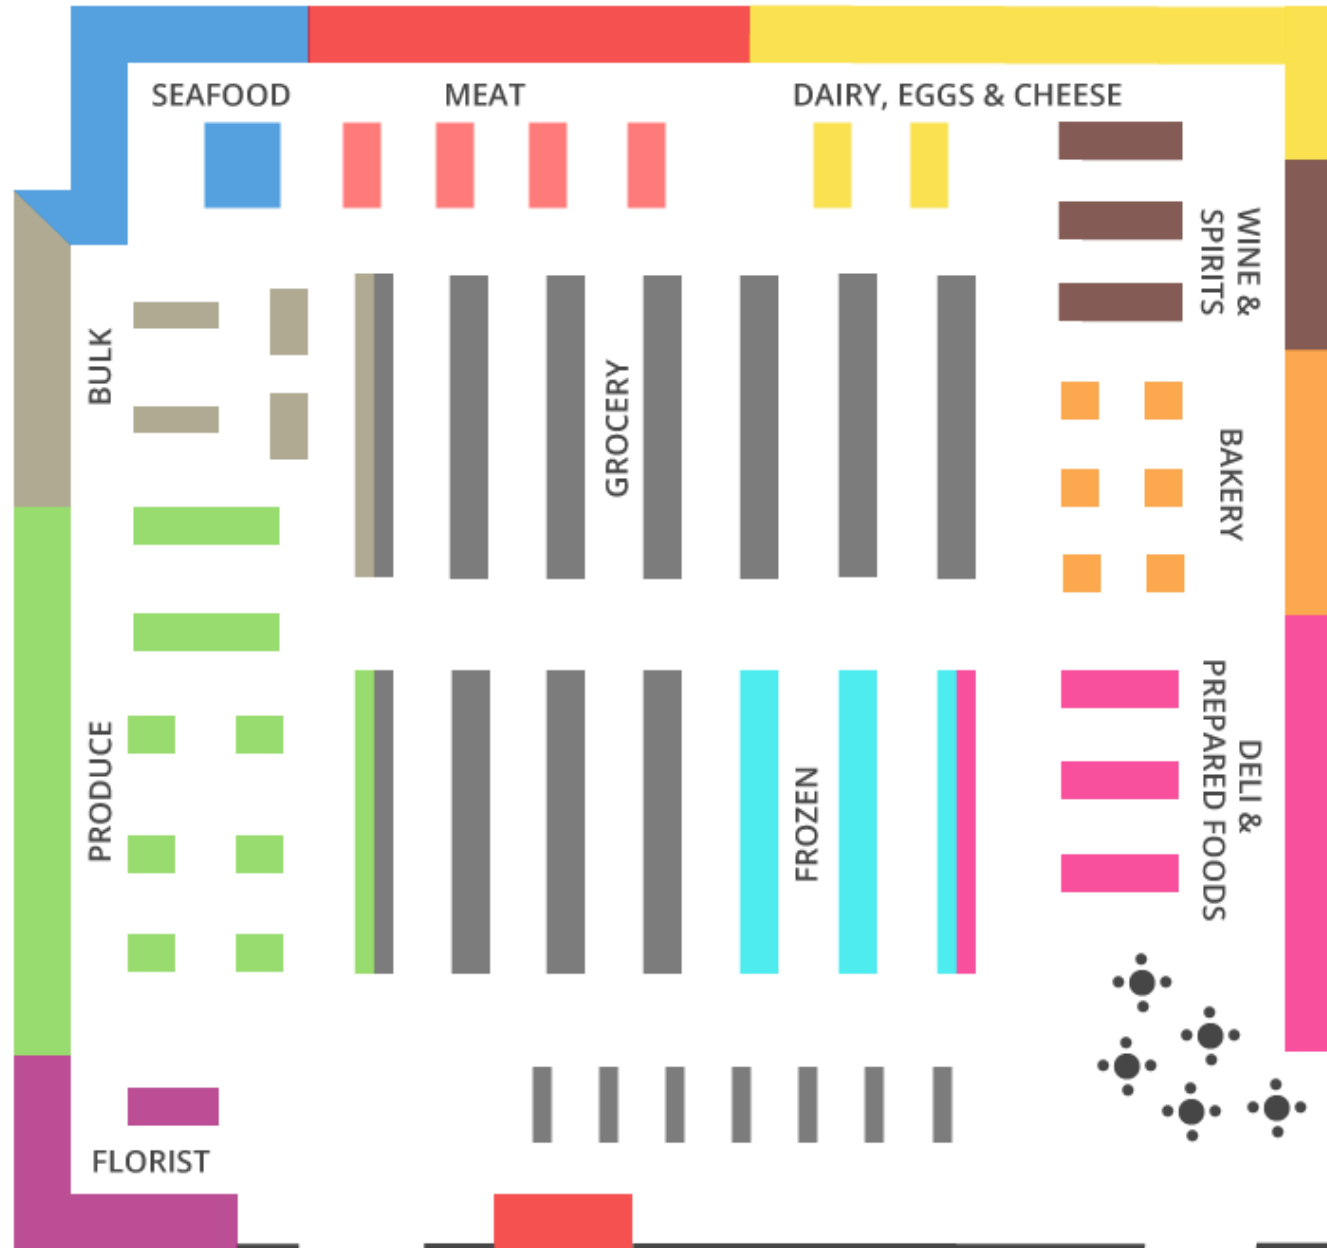 SEAFOOD
MEAT
DAIRY, EGGS & CHEESE
WINE &
SPIRITS
BULK
GROCERY
BAKERY
PRODUCE
FROZEN
DELI &
PREPARED FOODS
FLORIST